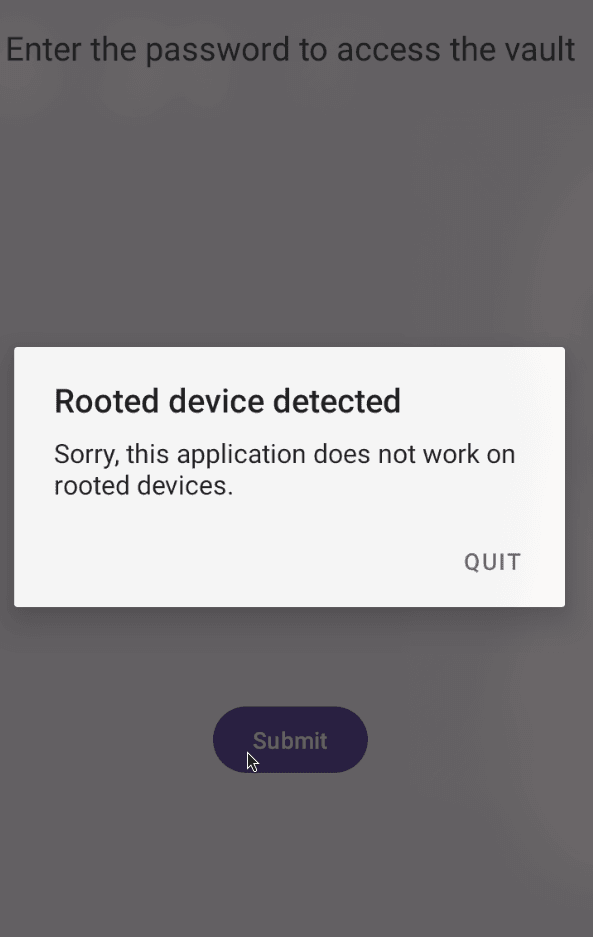 Enter the password to access the vault
Rooted device detected
Sorry, this application does not work on
rooted devices.
QUIT
Submit